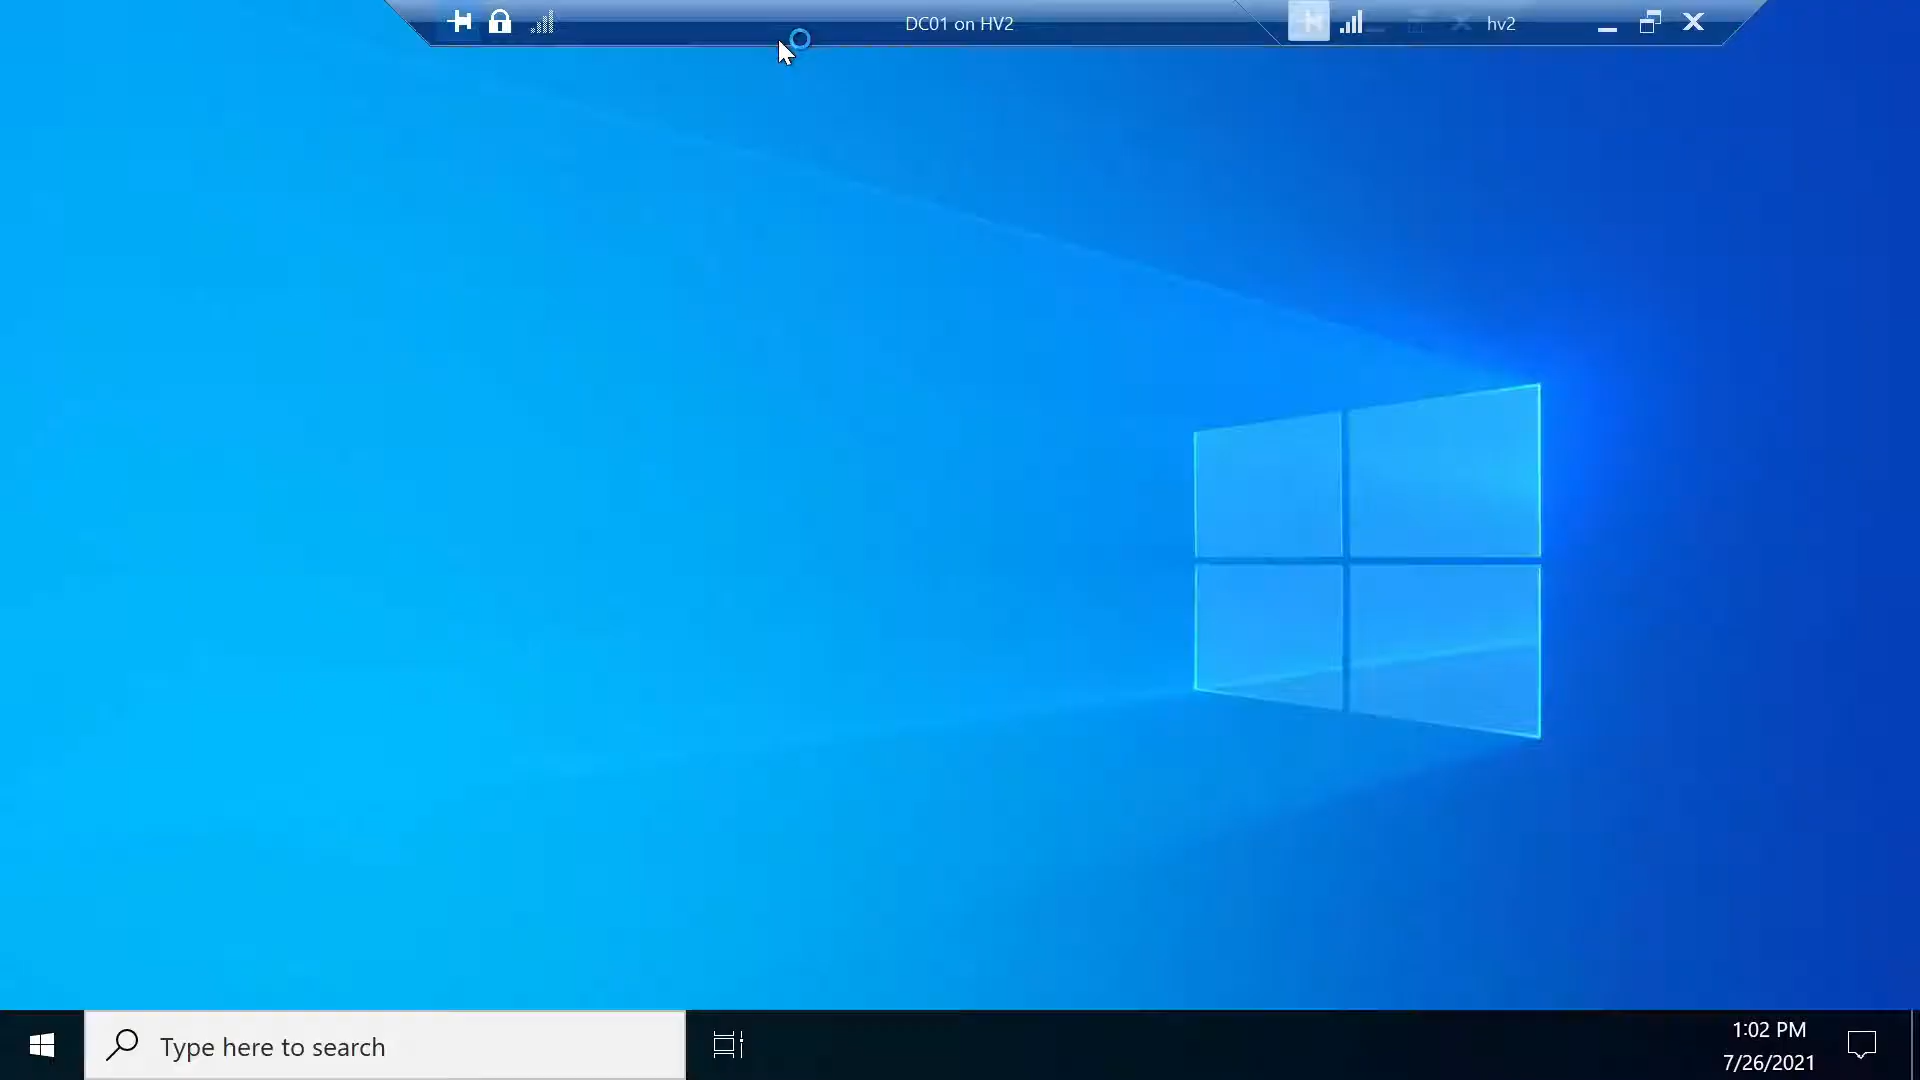 DC01 on HV2
hv2
Type here to search
1:02 PM
7/26/2021